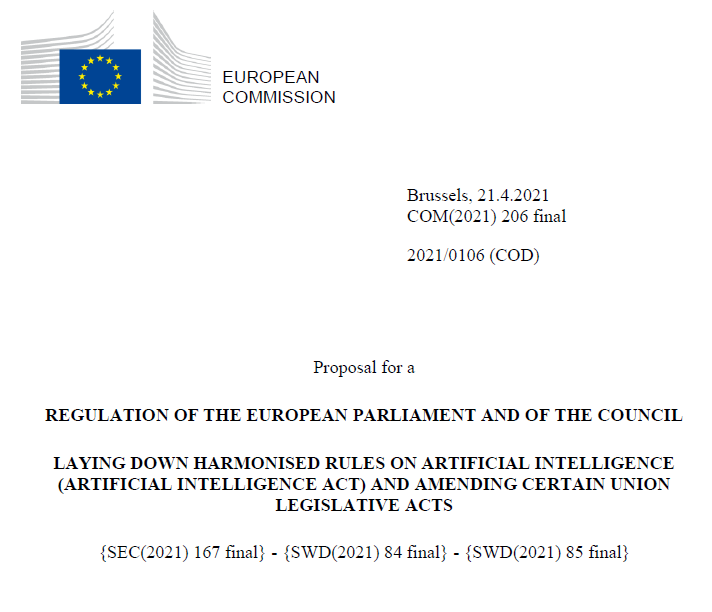 EUROPEAN
COMMISSION
Brussels, 21.4.2021
COM(2021) 206 final
2021/0106 (COD)
Proposal for a
REGULATION OF THE EUROPEAN PARLIAMENT AND OF THE COUNCIL
LAYING DOWN HARMONISED RULES ON ARTIFICIAL INTELLIGENCE
(ARTIFICIAL INTELLIGENCE ACT) AND AMENDING CERTAIN UNION
LEGISLATIVE ACTS
{SEC(2021) 167 final} - {SWD(2021) 84 final} - {SWD(2021) 85 final}